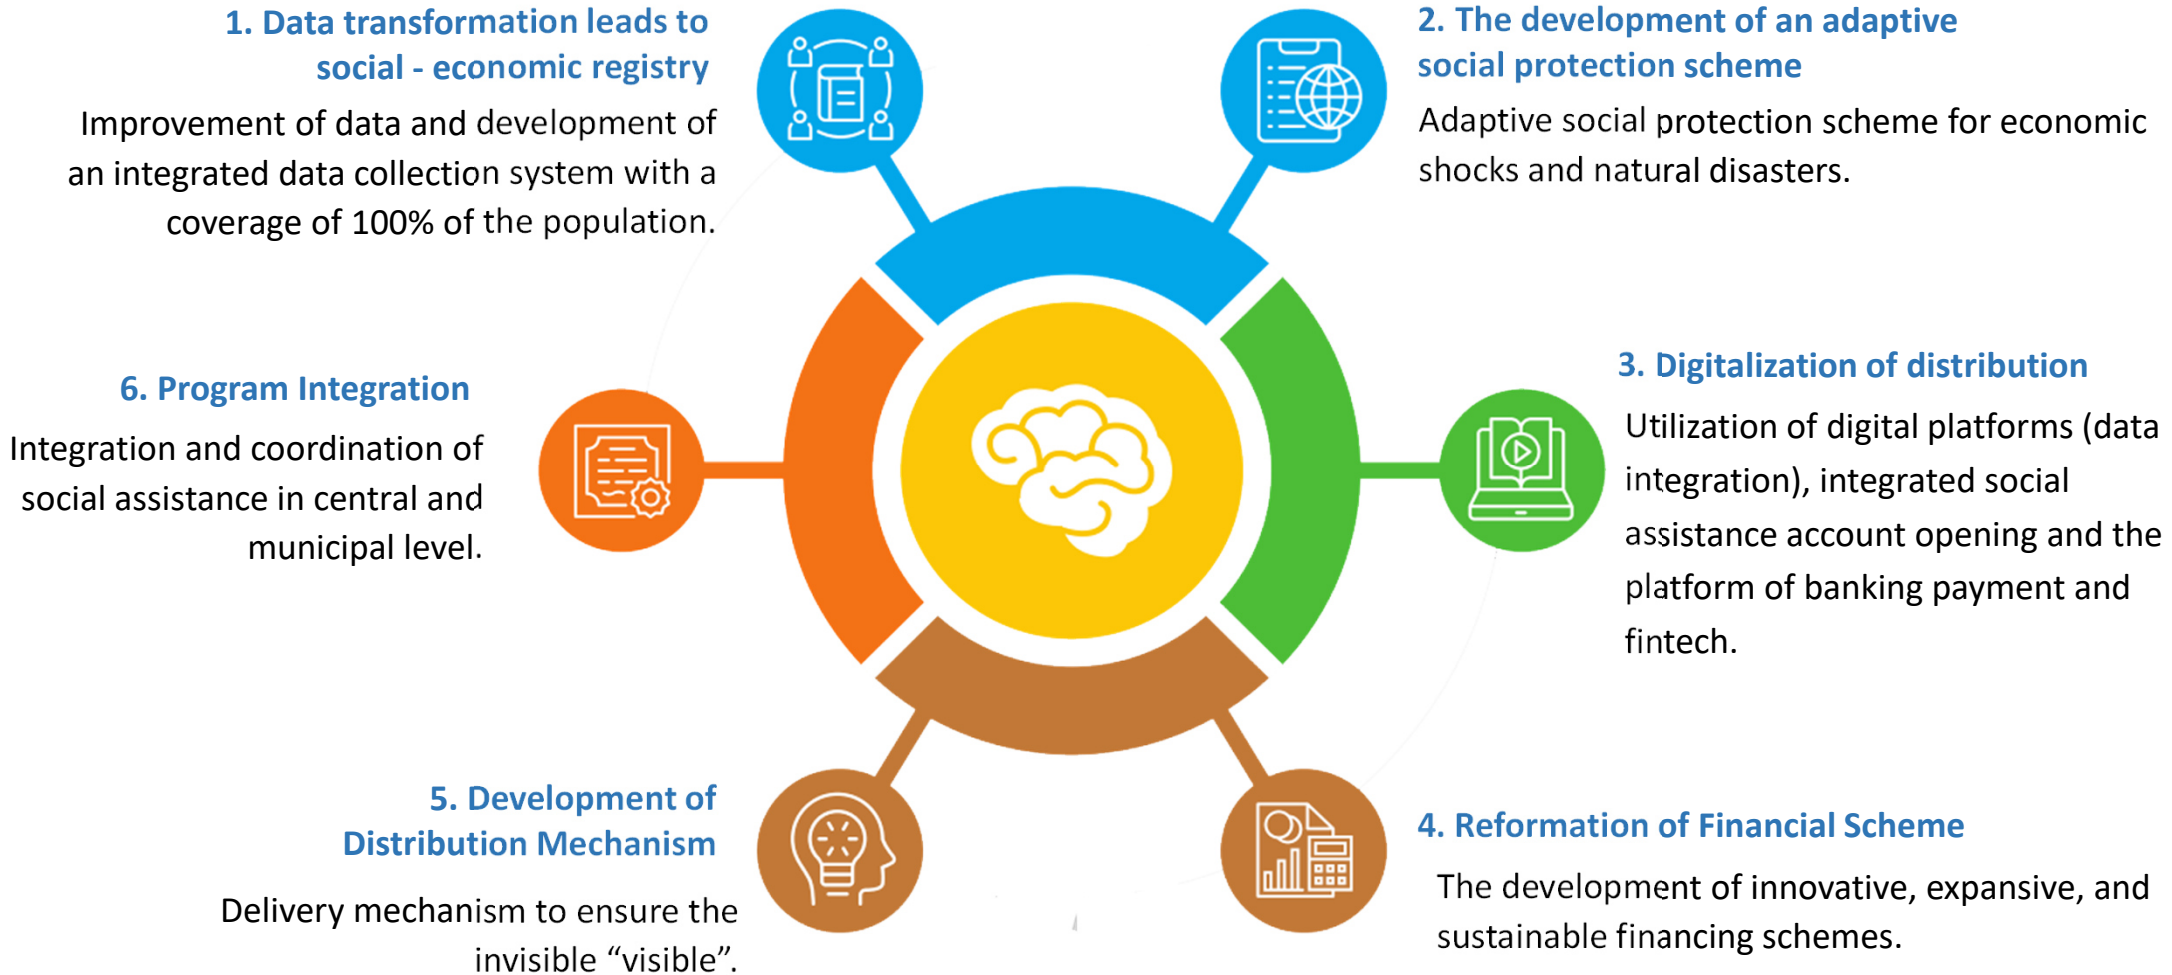 1. Data transformation leads to
social - economic registry
Improvement of data and development of
an integrated data collection system with a
coverage of 100% of the population.
2. The development of an adaptive
social protection scheme
Adaptive social protection scheme for economic
shocks and natural disasters.
3. Digitalization of distribution
Utilization of digital platforms (data
integration), integrated social
assistance account opening and the
platform of banking payment and
fintech.
4. Reformation of Financial Scheme
The development of innovative, expansive, and
sustainable financing schemes.
5. Development of
Distribution Mechanism
Delivery mechanism to ensure the
invisible “visible”.
6. Program Integration
Integration and coordination of
social assistance in central and
municipal level.